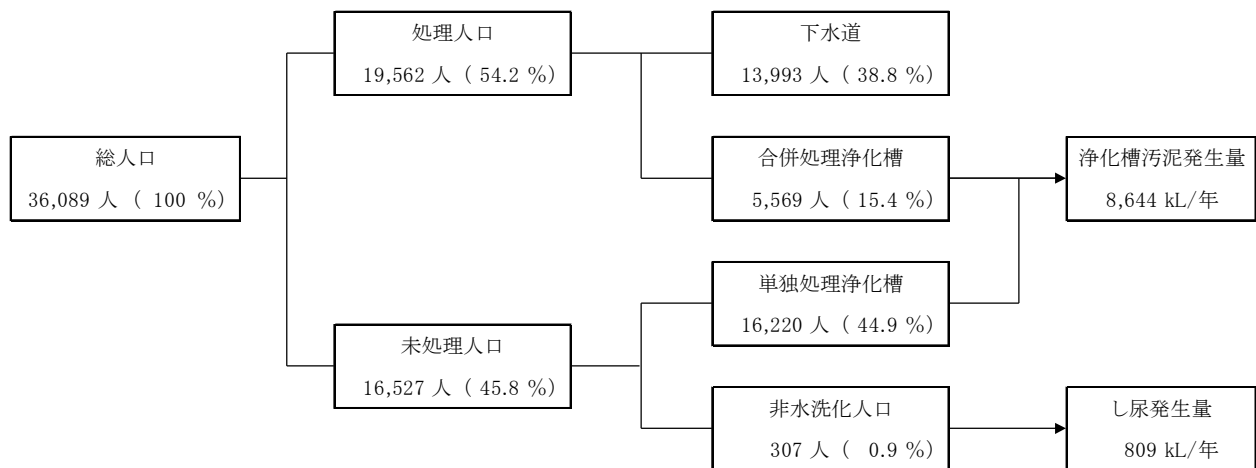 処理人口
19,562 人 ( 54.2 %)
下水道
13,993 人 ( 38.8 %)
総人口
36,089 人 ( 100 %)
合併処理浄化槽
5,569 人 ( 15.4 %)
浄化槽汚泥発生量
8,644 kL/年
単独処理浄化槽
16,220 人 ( 44.9 %)
未処理人口
16,527 人 ( 45.8 %)
非水洗化人口
307 人 ( 0.9 %)
し尿発生量
809 kL/年